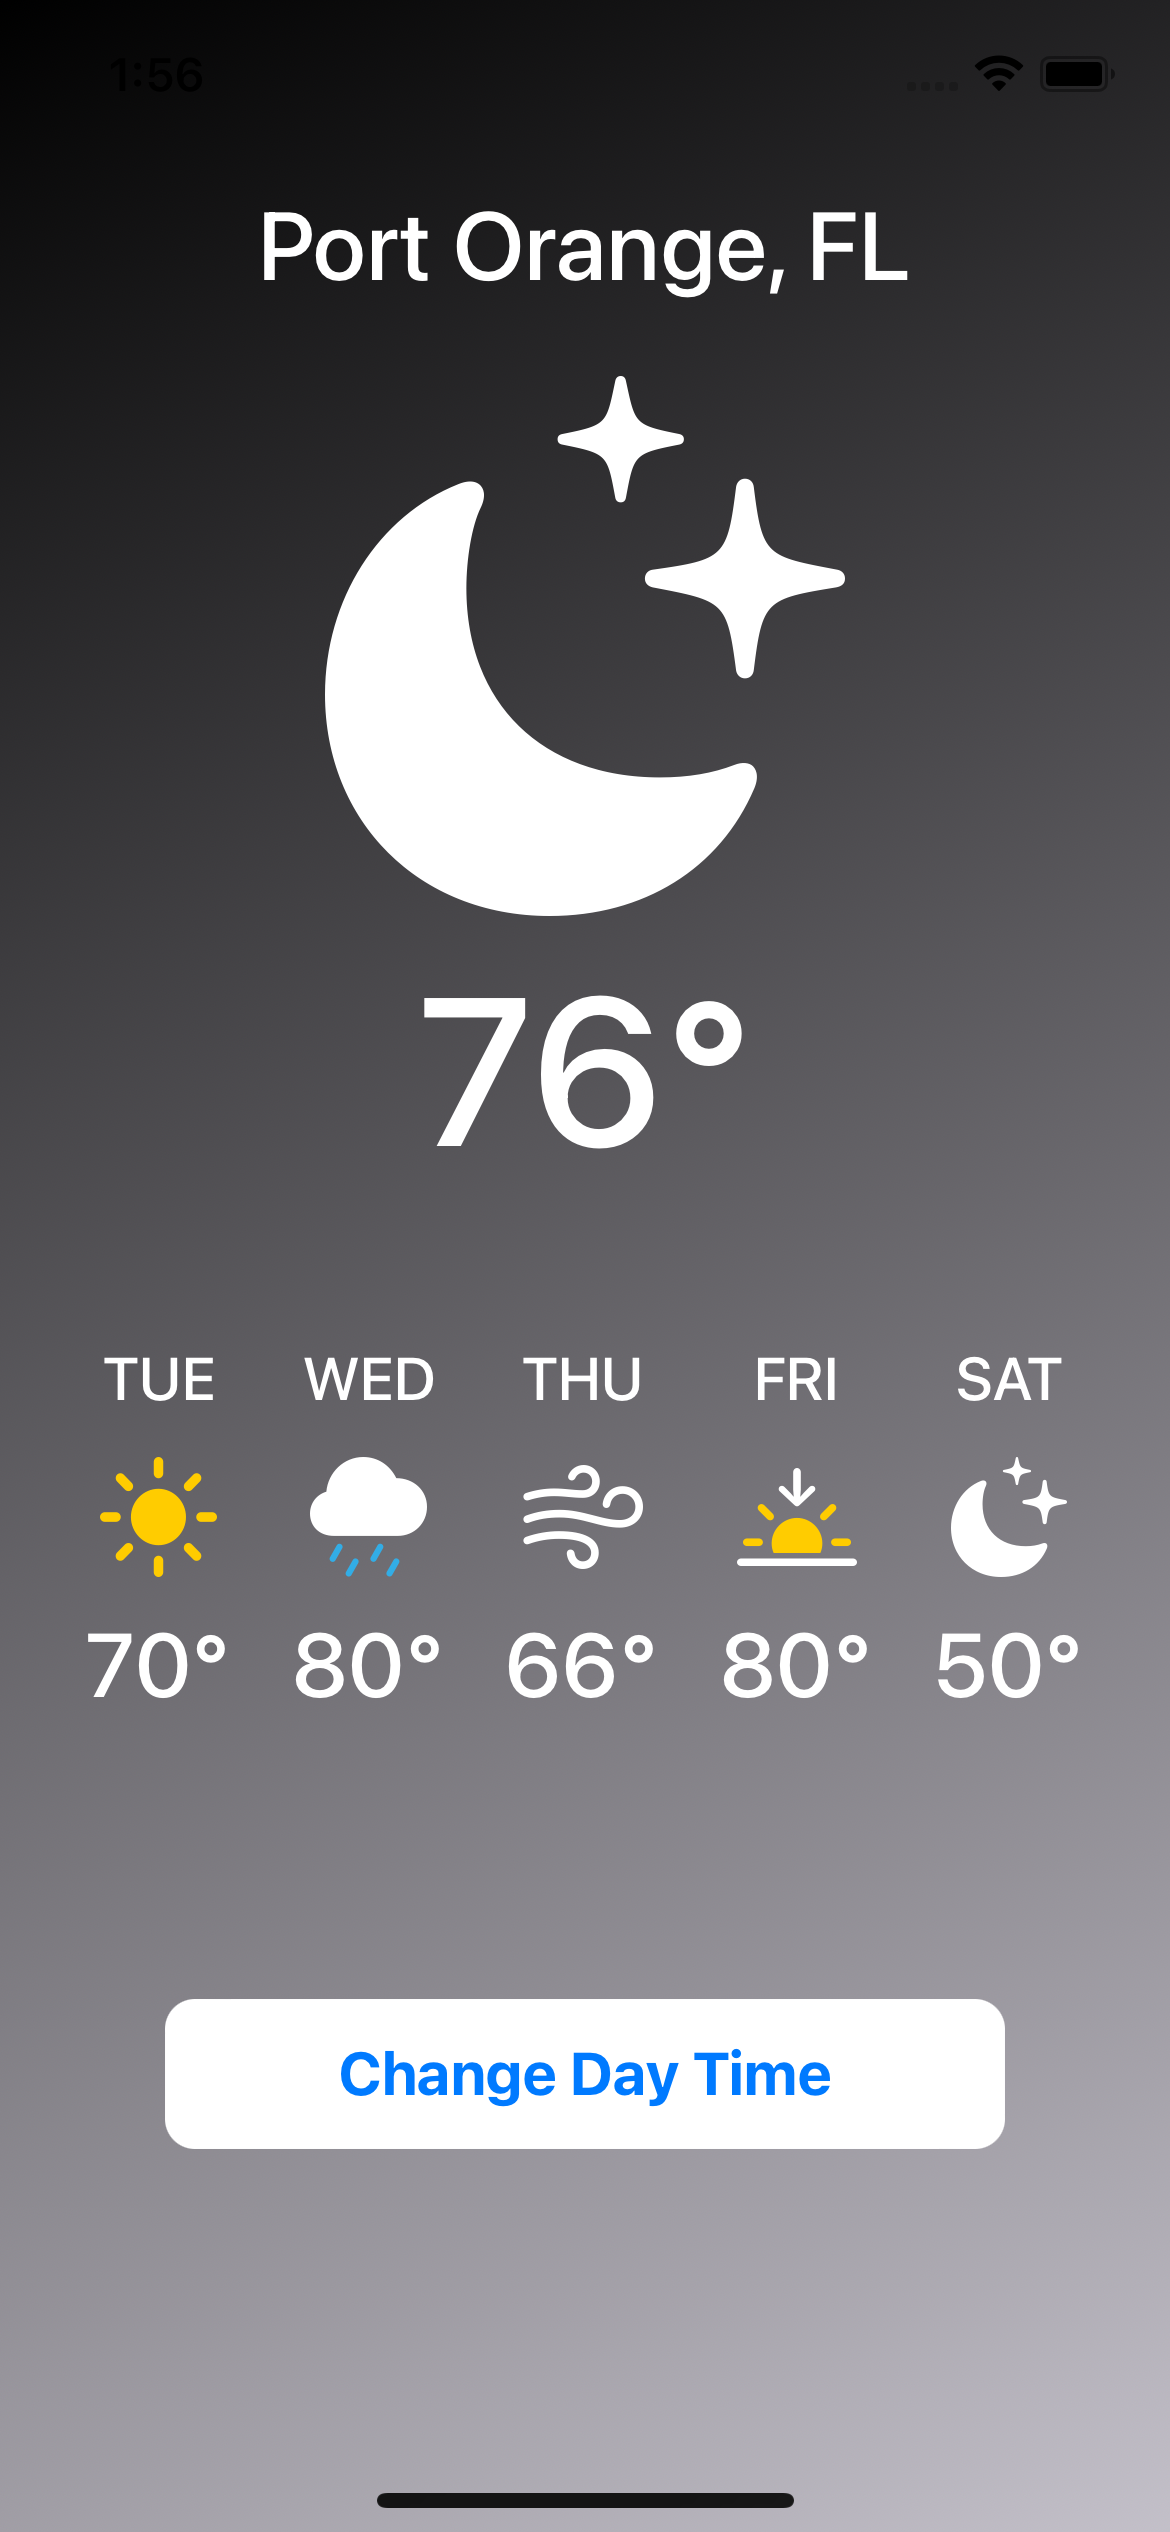 1:56
Port Orange, FL
76°
TUE WED THU FRI SAT
70° 80° 66° 80° 50°
Change Day Time